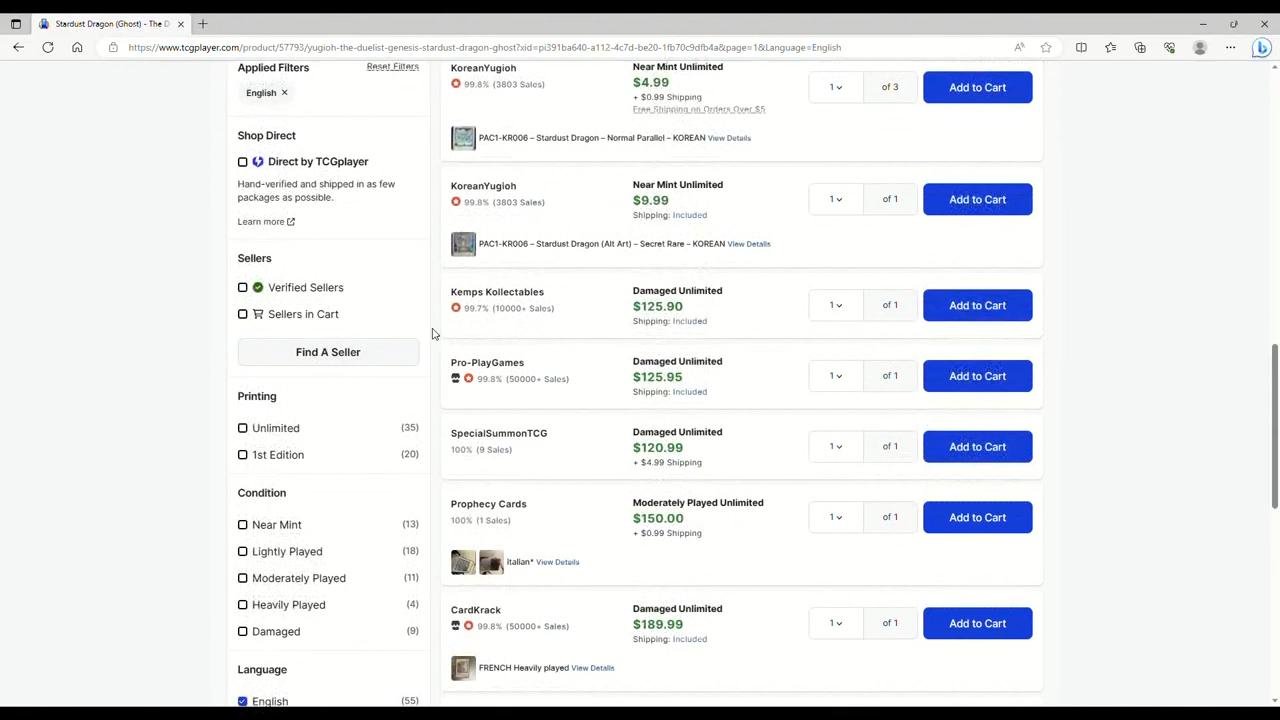 Stardust Dragon (Ghost) - The D
https://www.tcgplayer.com/product/57793/yugioh-the-duelist-genesis-stardust-dragon-ghost?xid=pi391ba640-a112-4c7d-be20-1fb70c9dfb4a&page=1&Language=English
Applied Filters
Reset Filters
English
Shop Direct
Direct by TCGplayer
Hand-verified and shipped in as few
packages as possible.
Learn more
Sellers
Verified Sellers
Sellers in Cart
Find A Seller
Printing
Unlimited (35)
1st Edition (20)
Condition
Near Mint (13)
Lightly Played (18)
Moderately Played (11)
Heavily Played (4)
Damaged (9)
Language
English (55)
KoreanYugioh
99.8% (3803 Sales)
Near Mint Unlimited
$4.99
+ $0.99 Shipping
Free Shipping on Orders Over $5
1 of 3
Add to Cart
PAC1-KR006 – Stardust Dragon – Normal Parallel – KOREAN View Details
KoreanYugioh
99.8% (3803 Sales)
Near Mint Unlimited
$9.99
Shipping: Included
1 of 1
Add to Cart
PAC1-KR006 – Stardust Dragon (Alt Art) – Secret Rare – KOREAN View Details
Kemps Kollectables
99.7% (10000+ Sales)
Damaged Unlimited
$125.90
Shipping: Included
1 of 1
Add to Cart
Pro-PlayGames
99.8% (50000+ Sales)
Damaged Unlimited
$125.95
Shipping: Included
1 of 1
Add to Cart
SpecialSummonTCG
100% (9 Sales)
Damaged Unlimited
$120.99
+ $4.99 Shipping
1 of 1
Add to Cart
Prophecy Cards
100% (1 Sales)
Moderately Played Unlimited
$150.00
+ $0.99 Shipping
1 of 1
Add to Cart
italian* View Details
CardKrack
99.8% (50000+ Sales)
Damaged Unlimited
$189.99
Shipping: Included
1 of 1
Add to Cart
FRENCH Heavily played View Details